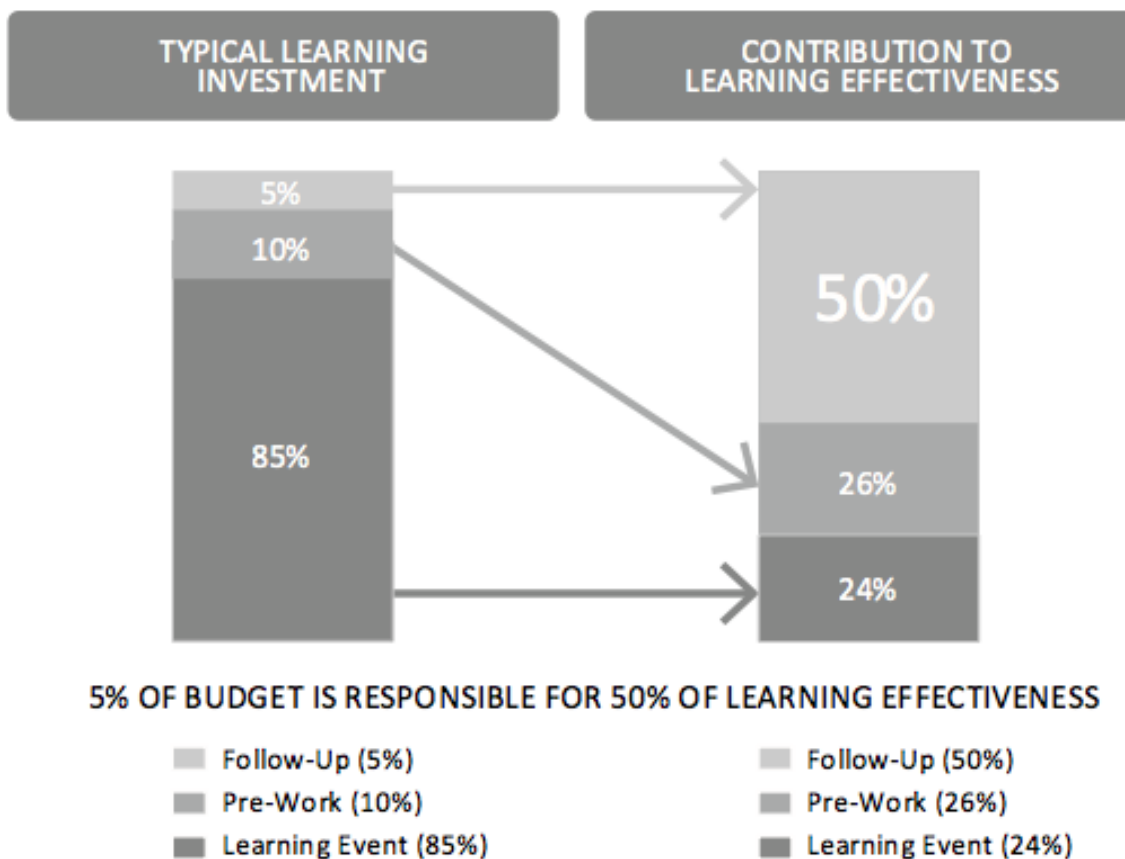 TYPICAL LEARNING
INVESTMENT
CONTRIBUTION TO
LEARNING EFFECTIVENESS
5%
10%
85%
50%
26%
24%
5% OF BUDGET IS RESPONSIBLE FOR 50% OF LEARNING EFFECTIVENESS
Follow-Up (5%)
Pre-Work (10%)
Learning Event (85%)
Follow-Up (50%)
Pre-Work (26%)
Learning Event (24%)